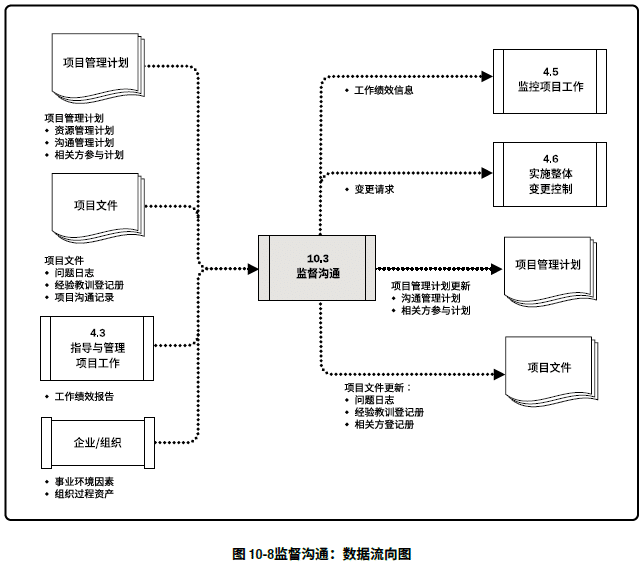 项目管理计划
项目管理计划
• 资源管理计划
• 沟通管理计划
• 相关方参与计划
项目文件
项目文件
• 问题日志
• 经验教训登记册
• 项目沟通记录
4.3
指导与管理
项目工作
• 工作绩效报告
企业/组织
• 事业环境因素
• 组织过程资产
10.3
监督沟通
• 工作绩效信息
4.5
监控项目工作
• 变更请求
4.6
实施整体
变更控制
项目管理计划
项目管理计划更新
• 沟通管理计划
• 相关方参与计划
项目文件
项目文件更新：
• 问题日志
• 经验教训登记册
• 相关方登记册
图 10-8监督沟通：数据流向图